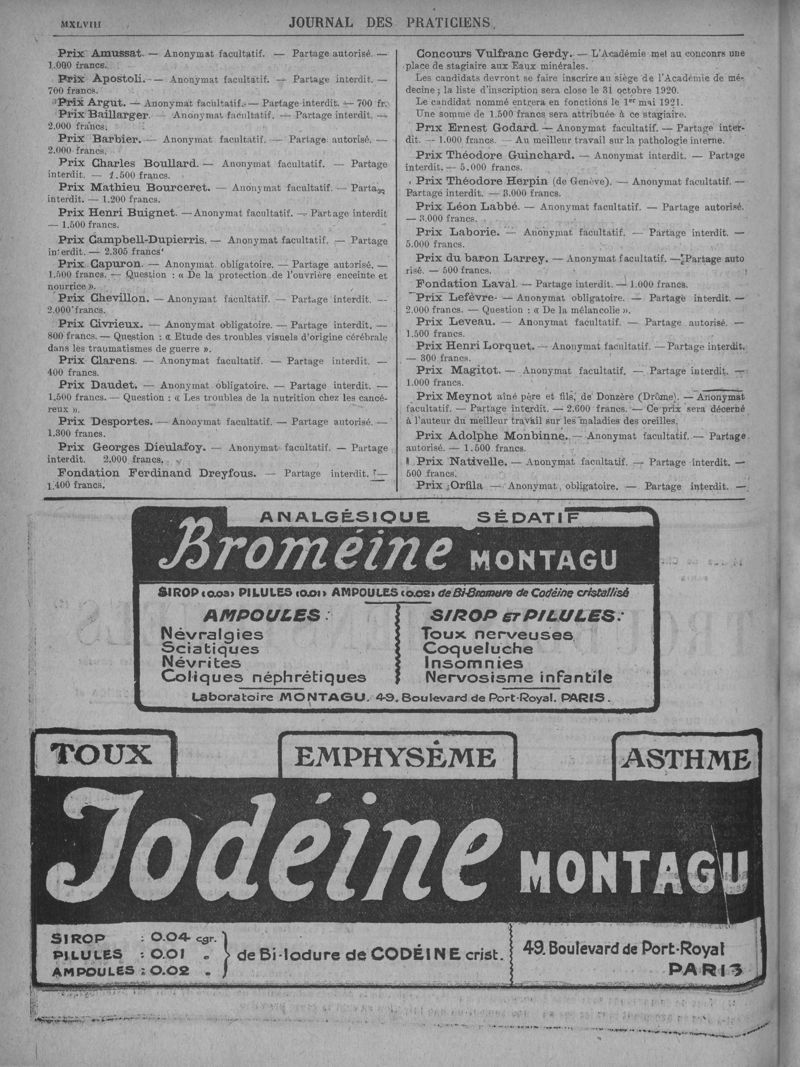 MXLVIII
JOURNAL DES PRATICIENS
Prix Amussat. — Anonymat facultatif. — Partage autorisé. —
1.000 francs.
Prix Apostoli. — Anonymat facultatif. — Partage interdit. —
700 francs.
Prix Argut. — Anonymat facultatif. — Partage interdit. — 700 fr.
Prix Baillarger. — Anonymat facultatif. — Partage interdit. —
2.000 francs.
Prix Barbier. — Anonymat facultatif. — Partage autorisé. —
2.000 francs.
Prix Charles Boullard. — Anonymat facultatif. — Partage
interdit. — 1.500 francs.
Prix Mathieu Bourceret. — Anonymat facultatif. — Partage
interdit. — 1.200 francs.
Prix Henri Buignet. — Anonymat facultatif. — Partage interdit
— 1.500 francs.
Prix Campbell-Dupierris. — Anonymat facultatif. — Partage
interdit. — 2.305 francs
Prix Capuron. — Anonymat obligatoire. — Partage autorisé. —
1.500 francs. — Question : « De la protection de l'ouvrière enceinte et
nourrice ».
Prix Chevillon. — Anonymat facultatif. — Partage interdit. —
2.000 francs.
Prix Civrieux. — Anonymat obligatoire. — Partage interdit. —
800 francs. — Question : « Etude des troubles visuels d'origine cérébrale
dans les traumatismes de guerre ».
Prix Clarens. — Anonymat facultatif. — Partage interdit. —
400 francs.
Prix Daudet. — Anonymat obligatoire. — Partage interdit. —
1.500 francs. — Question : « Les troubles de la nutrition chez les cancé-
reux ».
Prix Desportes. — Anonymat facultatif. — Partage autorisé. —
1.300 francs.
Prix Georges Dieulafoy. — Anonymat facultatif. — Partage
interdit. 2.000 francs.
Fondation Ferdinand Dreyfous. — Partage interdit. —
1.400 francs.
Concours Vulfranc Gerdy. — L'Académie met au concours une
place de stagiaire aux Eaux minérales.
Les candidats devront se faire inscrire au siège de l'Académie de mé-
decine ; la liste d'inscription sera close le 31 octobre 1920.
Le candidat nommé entrera en fonctions le 1er mai 1921.
Une somme de 1.500 francs sera attribuée à ce stagiaire.
Prix Ernest Godard. — Anonymat facultatif. — Partage inter-
dit. — 1.000 francs. — Au meilleur travail sur la pathologie interne.
Prix Théodore Guinchard. — Anonymat interdit. — Partage
interdit. — 5.000 francs.
Prix Théodore Herpin (de Genève). — Anonymat facultatif. —
Partage interdit. — 3.000 francs.
Prix Léon Labbé. — Anonymat facultatif. — Partage autorisé.
— 3.000 francs.
Prix Laborie. — Anonymat facultatif. — Partage interdit. —
5.000 francs.
Prix du baron Larrey. — Anonymat facultatif. — Partage auto
risé. — 500 francs.
Fondation Laval. — Partage interdit. — 1.000 francs.
Prix Lefèvre. — Anonymat obligatoire. — Partage interdit. —
2.000 francs. — Question : « De la mélancolie ».
Prix Leveau. — Anonymat facultatif. — Partage autorisé. —
1.500 francs.
Prix Henri Lorquet. — Anonymat facultatif. — Partage interdit.
— 300 francs.
Prix Magitot. — Anonymat facultatif. — Partage interdit. —
1.000 francs.
Prix Meynot aîné père et fils, de Donzère (Drôme). — Anonymat
facultatif. — Partage interdit. — 2.600 francs. — Ce prix sera décerné
à l'auteur du meilleur travail sur les maladies des oreilles.
Prix Adolphe Monbinne. — Anonymat facultatif. — Partage
autorisé. — 1.500 francs.
Prix Nativelle. — Anonymat facultatif. — Partage interdit. —
500 francs.
Prix Orfila — Anonymat obligatoire. — Partage interdit. —
ANALGÉSIQUE SÉDATIF
Broméine MONTAGU
SIROP (0.03) PILULES (0.01) AMPOULES (0.02) de Bi-Bromure de Codéine cristallisé
AMPOULES :
Névralgies
Sciatiques
Névrites
Coliques néphrétiques
SIROP ET PILULES :
Toux nerveuses
Coqueluche
Insomnies
Nervosisme infantile
Laboratoire MONTAGU. 49. Boulevard de Port-Royal. PARIS.
TOUX EMPHYSÈME ASTHME
Iodéine MONTAGU
SIROP : 0.04 cgr.
PILULES : 0.01 "
AMPOULES : 0.02 "
de Bi-Iodure de CODÉINE crist.
49. Boulevard de Port-Royal
PARIS